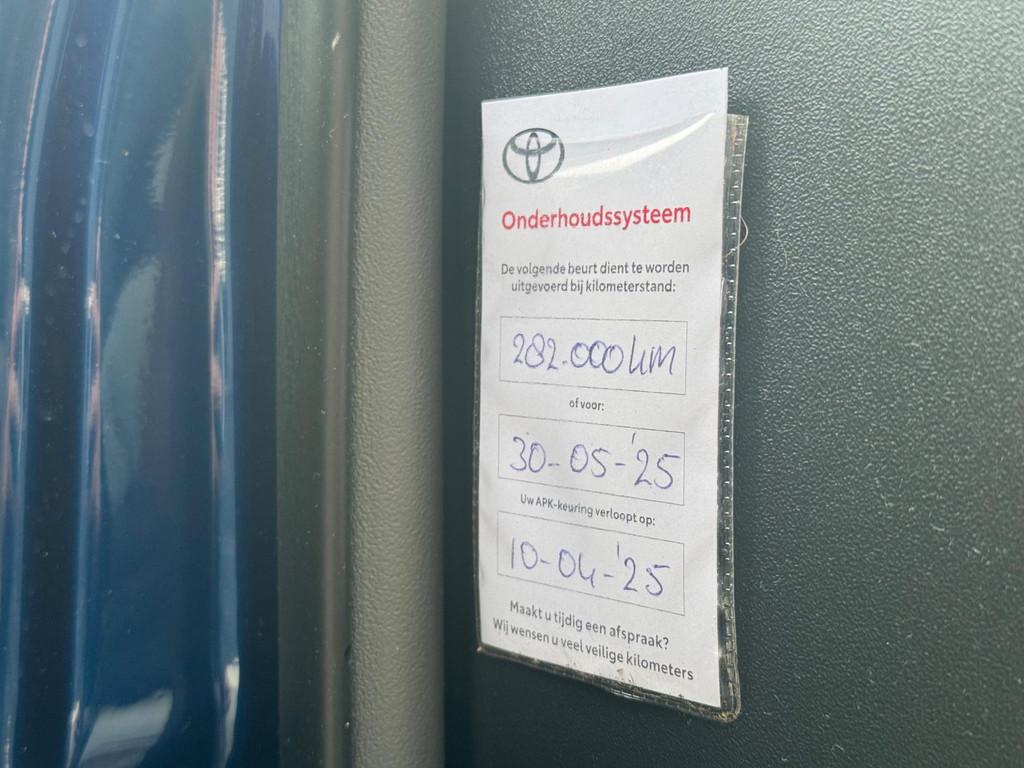 Onderhoudssysteem
De volgende beurt dient te worden
uitgevoerd bij kilometerstand:
282.000 km
of voor:
30-05-'25
Uw APK-keuring verloopt op:
10-04-'25
Maakt u tijdig een afspraak?
Wij wensen u veel veilige kilometers